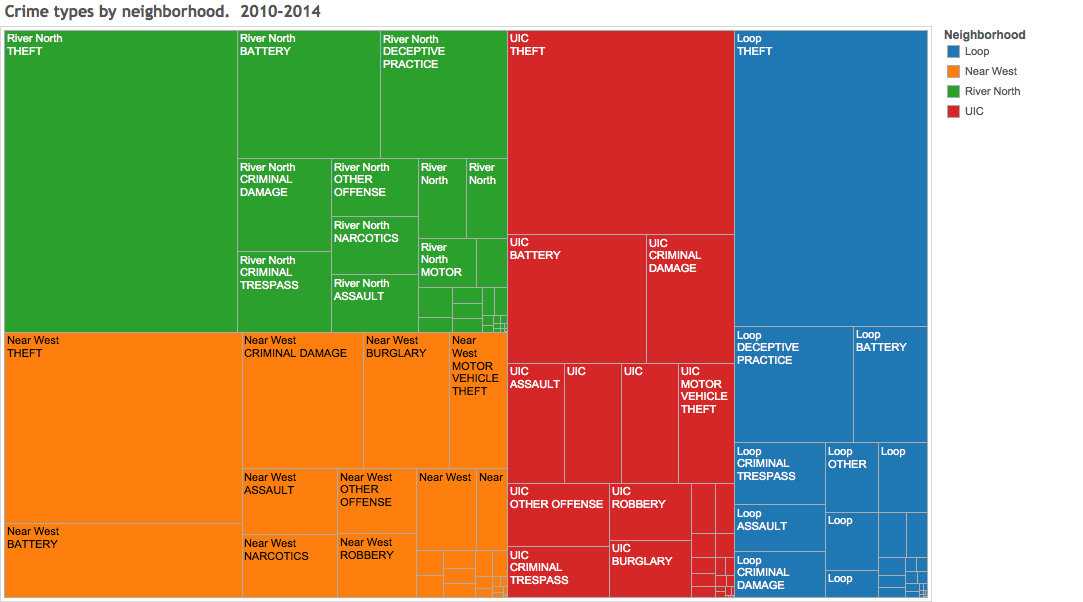 Crime types by neighborhood.  2010-2014
River North
THEFT
River North
BATTERY
River North
DECEPTIVE
PRACTICE
River North
CRIMINAL
DAMAGE
River North
OTHER
OFFENSE
River
North
River
North
River North
NARCOTICS
River
North
MOTOR
River North
CRIMINAL
TRESPASS
River North
ASSAULT
Near West
THEFT
Near West
CRIMINAL DAMAGE
Near West
BURGLARY
Near
West
MOTOR
VEHICLE
THEFT
Near West
ASSAULT
Near West
OTHER
OFFENSE
Near West
Near
Near West
BATTERY
Near West
NARCOTICS
Near West
ROBBERY
UIC
THEFT
UIC
BATTERY
UIC
CRIMINAL
DAMAGE
UIC
ASSAULT
UIC
UIC
UIC
MOTOR
VEHICLE
THEFT
UIC
OTHER OFFENSE
UIC
ROBBERY
UIC
CRIMINAL
TRESPASS
UIC
BURGLARY
Loop
THEFT
Loop
DECEPTIVE
PRACTICE
Loop
BATTERY
Loop
CRIMINAL
TRESPASS
Loop
OTHER
Loop
Loop
ASSAULT
Loop
Loop
CRIMINAL
DAMAGE
Loop
Neighborhood
Loop
Near West
River North
UIC